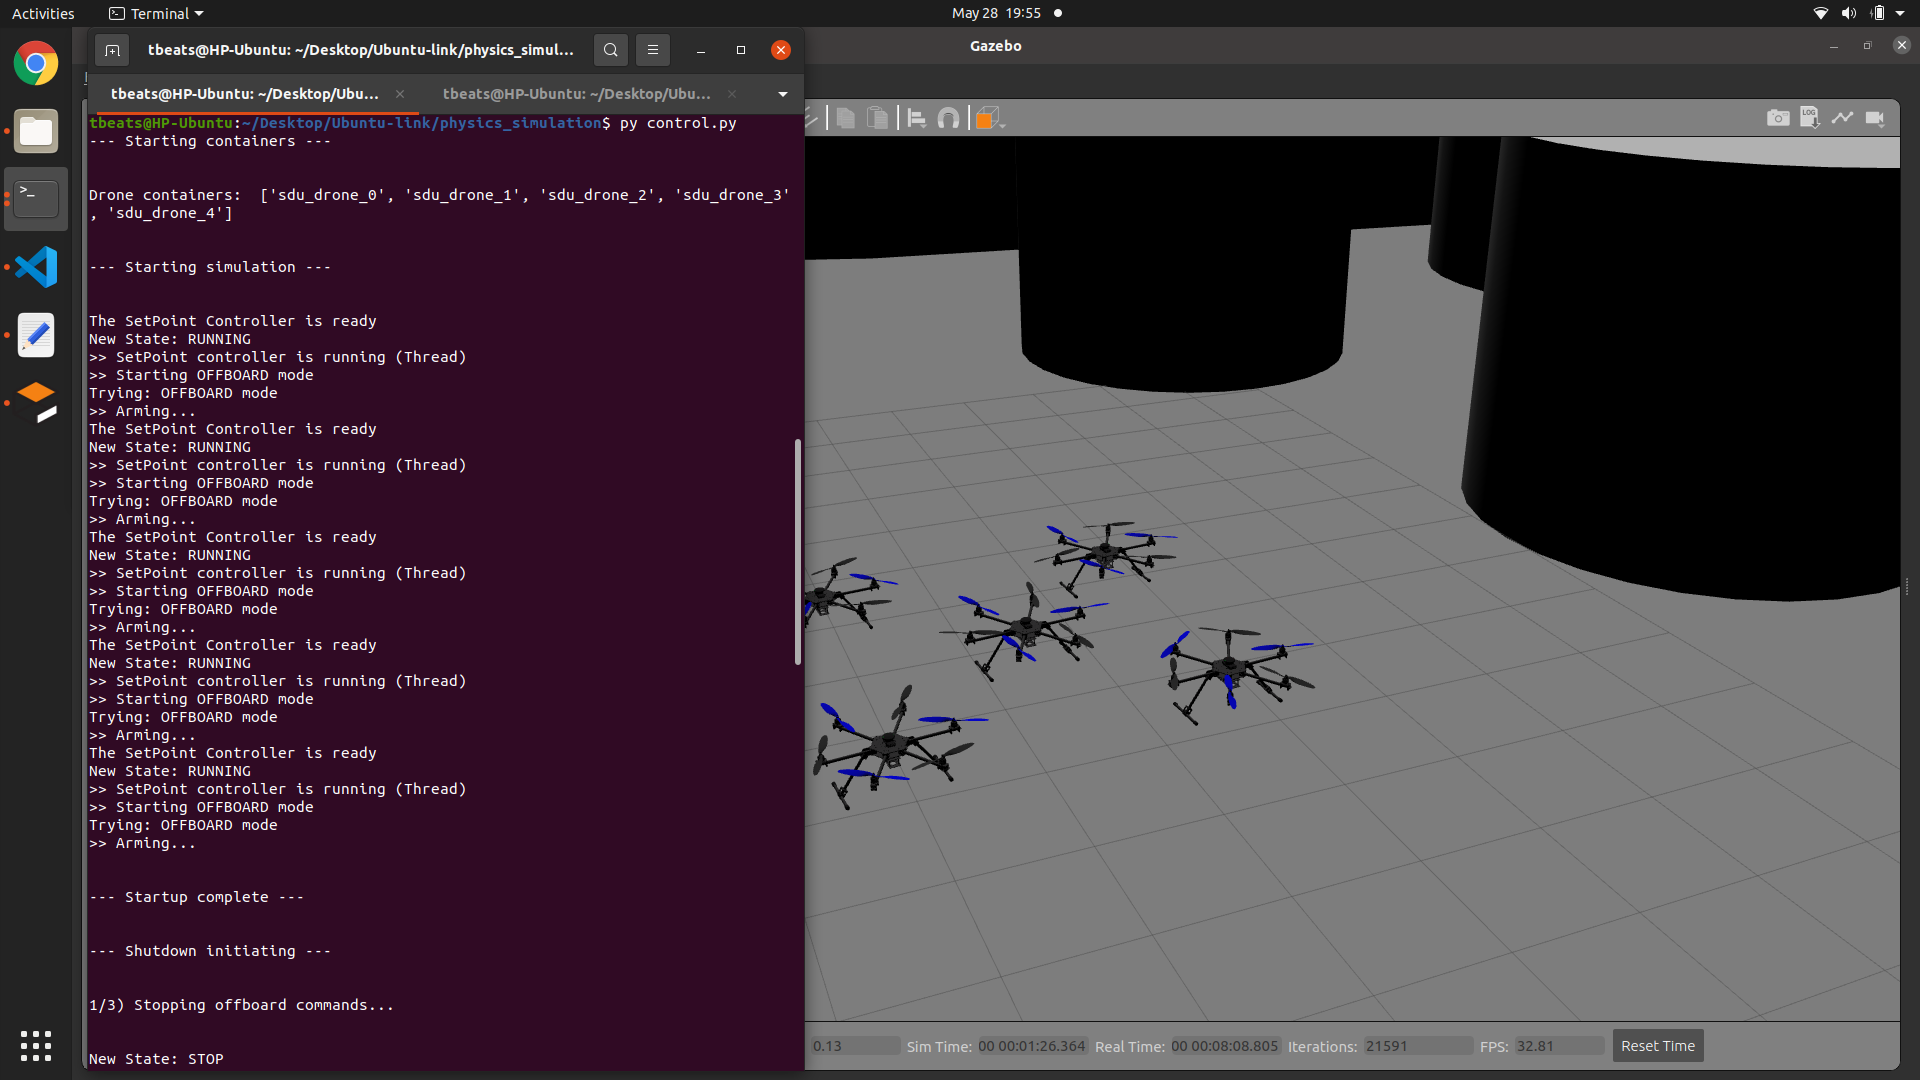 Activities
Terminal
May 28 19:55
tbeats@HP-Ubuntu: ~/Desktop/Ubuntu-link/physics_simul...
Gazebo
tbeats@HP-Ubuntu: ~/Desktop/Ubu...
tbeats@HP-Ubuntu: ~/Desktop/Ubu...
LOG
tbeats@HP-Ubuntu:~/Desktop/Ubuntu-link/physics_simulation$ py control.py
--- Starting containers ---
Drone containers:  ['sdu_drone_0', 'sdu_drone_1', 'sdu_drone_2', 'sdu_drone_3'
, 'sdu_drone_4']
--- Starting simulation ---
The SetPoint Controller is ready
New State: RUNNING
>> SetPoint controller is running (Thread)
>> Starting OFFBOARD mode
Trying: OFFBOARD mode
>> Arming...
The SetPoint Controller is ready
New State: RUNNING
>> SetPoint controller is running (Thread)
>> Starting OFFBOARD mode
Trying: OFFBOARD mode
>> Arming...
The SetPoint Controller is ready
New State: RUNNING
>> SetPoint controller is running (Thread)
>> Starting OFFBOARD mode
Trying: OFFBOARD mode
>> Arming...
The SetPoint Controller is ready
New State: RUNNING
>> SetPoint controller is running (Thread)
>> Starting OFFBOARD mode
Trying: OFFBOARD mode
>> Arming...
The SetPoint Controller is ready
New State: RUNNING
>> SetPoint controller is running (Thread)
>> Starting OFFBOARD mode
Trying: OFFBOARD mode
>> Arming...
--- Startup complete ---
--- Shutdown initiating ---
1/3) Stopping offboard commands...
New State: STOP
0.13 Sim Time: 00 00:01:26.364 Real Time: 00 00:08:08.805 Iterations: 21591 FPS: 32.81 Reset Time